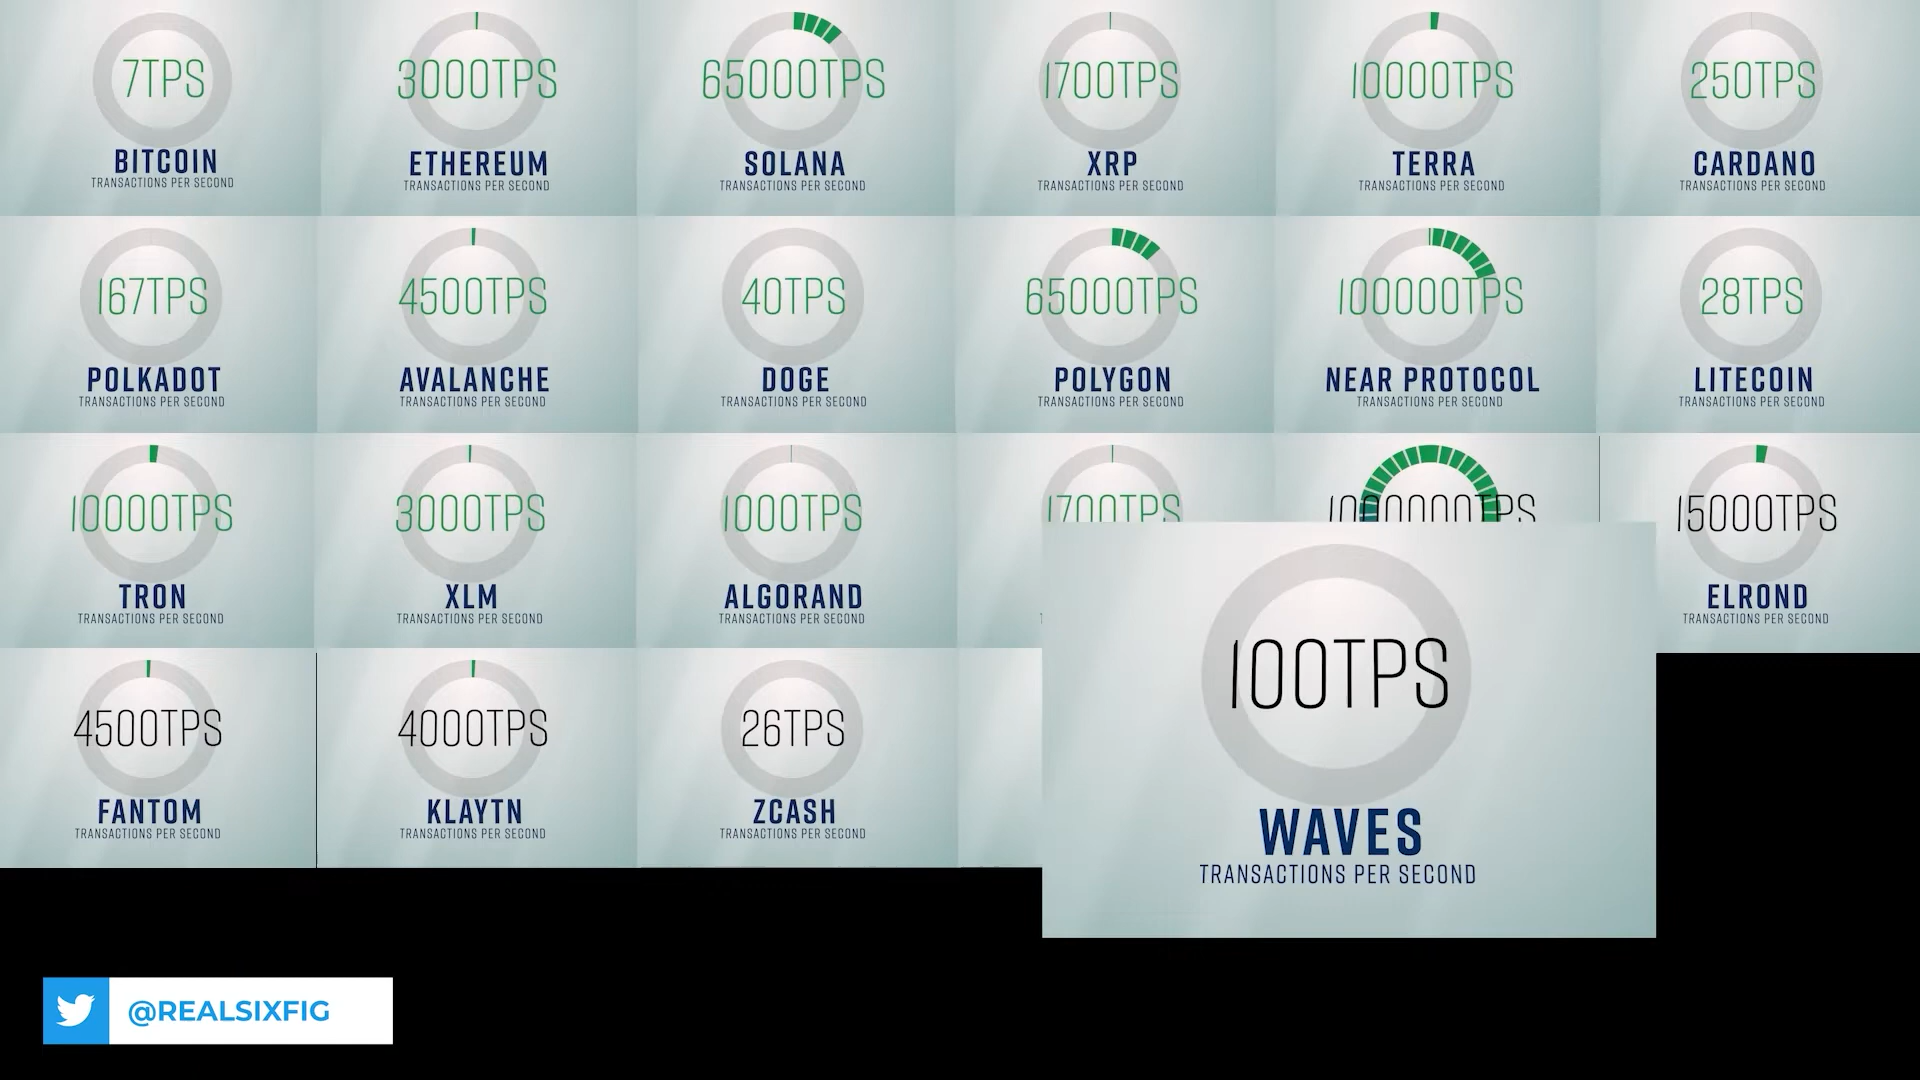 7TPS
BITCOIN
TRANSACTIONS PER SECOND
3000TPS
ETHEREUM
TRANSACTIONS PER SECOND
65000TPS
SOLANA
TRANSACTIONS PER SECOND
1700TPS
XRP
TRANSACTIONS PER SECOND
10000TPS
TERRA
TRANSACTIONS PER SECOND
250TPS
CARDANO
TRANSACTIONS PER SECOND
167TPS
POLKADOT
TRANSACTIONS PER SECOND
4500TPS
AVALANCHE
TRANSACTIONS PER SECOND
40TPS
DOGE
TRANSACTIONS PER SECOND
65000TPS
POLYGON
TRANSACTIONS PER SECOND
100000TPS
NEAR PROTOCOL
TRANSACTIONS PER SECOND
28TPS
LITECOIN
TRANSACTIONS PER SECOND
10000TPS
TRON
TRANSACTIONS PER SECOND
3000TPS
XLM
TRANSACTIONS PER SECOND
1000TPS
ALGORAND
TRANSACTIONS PER SECOND
1700TPS
15000TPS
ELROND
TRANSACTIONS PER SECOND
4500TPS
FANTOM
TRANSACTIONS PER SECOND
4000TPS
KLAYTN
TRANSACTIONS PER SECOND
26TPS
ZCASH
TRANSACTIONS PER SECOND
100TPS
WAVES
TRANSACTIONS PER SECOND
@REALSIXFIG